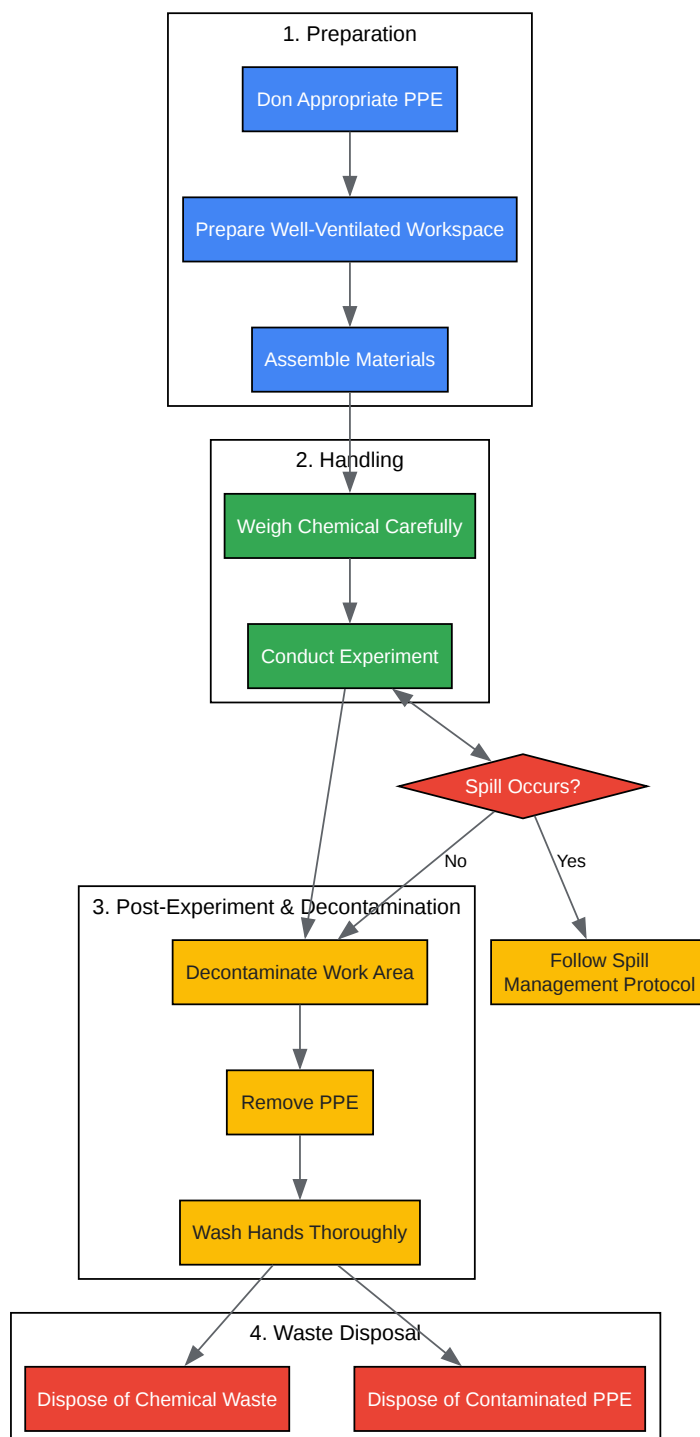 1. Preparation
Don Appropriate PPE
Prepare Well-Ventilated Workspace
Assemble Materials
2. Handling
Weigh Chemical Carefully
Conduct Experiment
Spill Occurs?
No
Yes
3. Post-Experiment & Decontamination
Decontaminate Work Area
Follow Spill
Management Protocol
Remove PPE
Wash Hands Thoroughly
4. Waste Disposal
Dispose of Chemical Waste
Dispose of Contaminated PPE